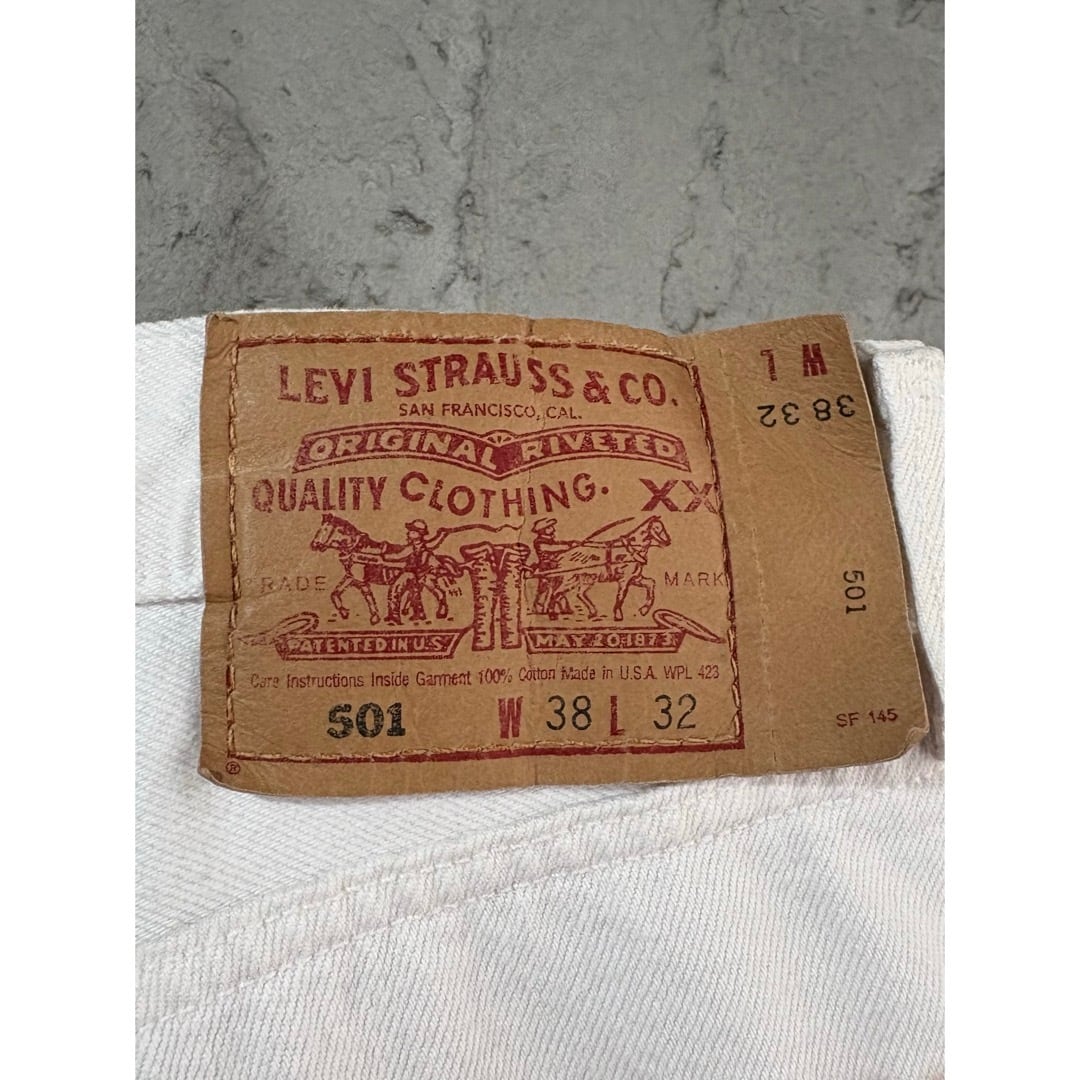 LEVI STRAUSS & CO.
SAN FRANCISCO, CAL.
ORIGINAL RIVETED
QUALITY CLOTHING. XX
TRADE MARK
PATENTED IN U.S. MAY 20 1873
Care Instructions Inside Garment 100% Cotton Made in U.S.A. WPL 423
501 W 38 L 32
®
W L
38 32
501
SF 145